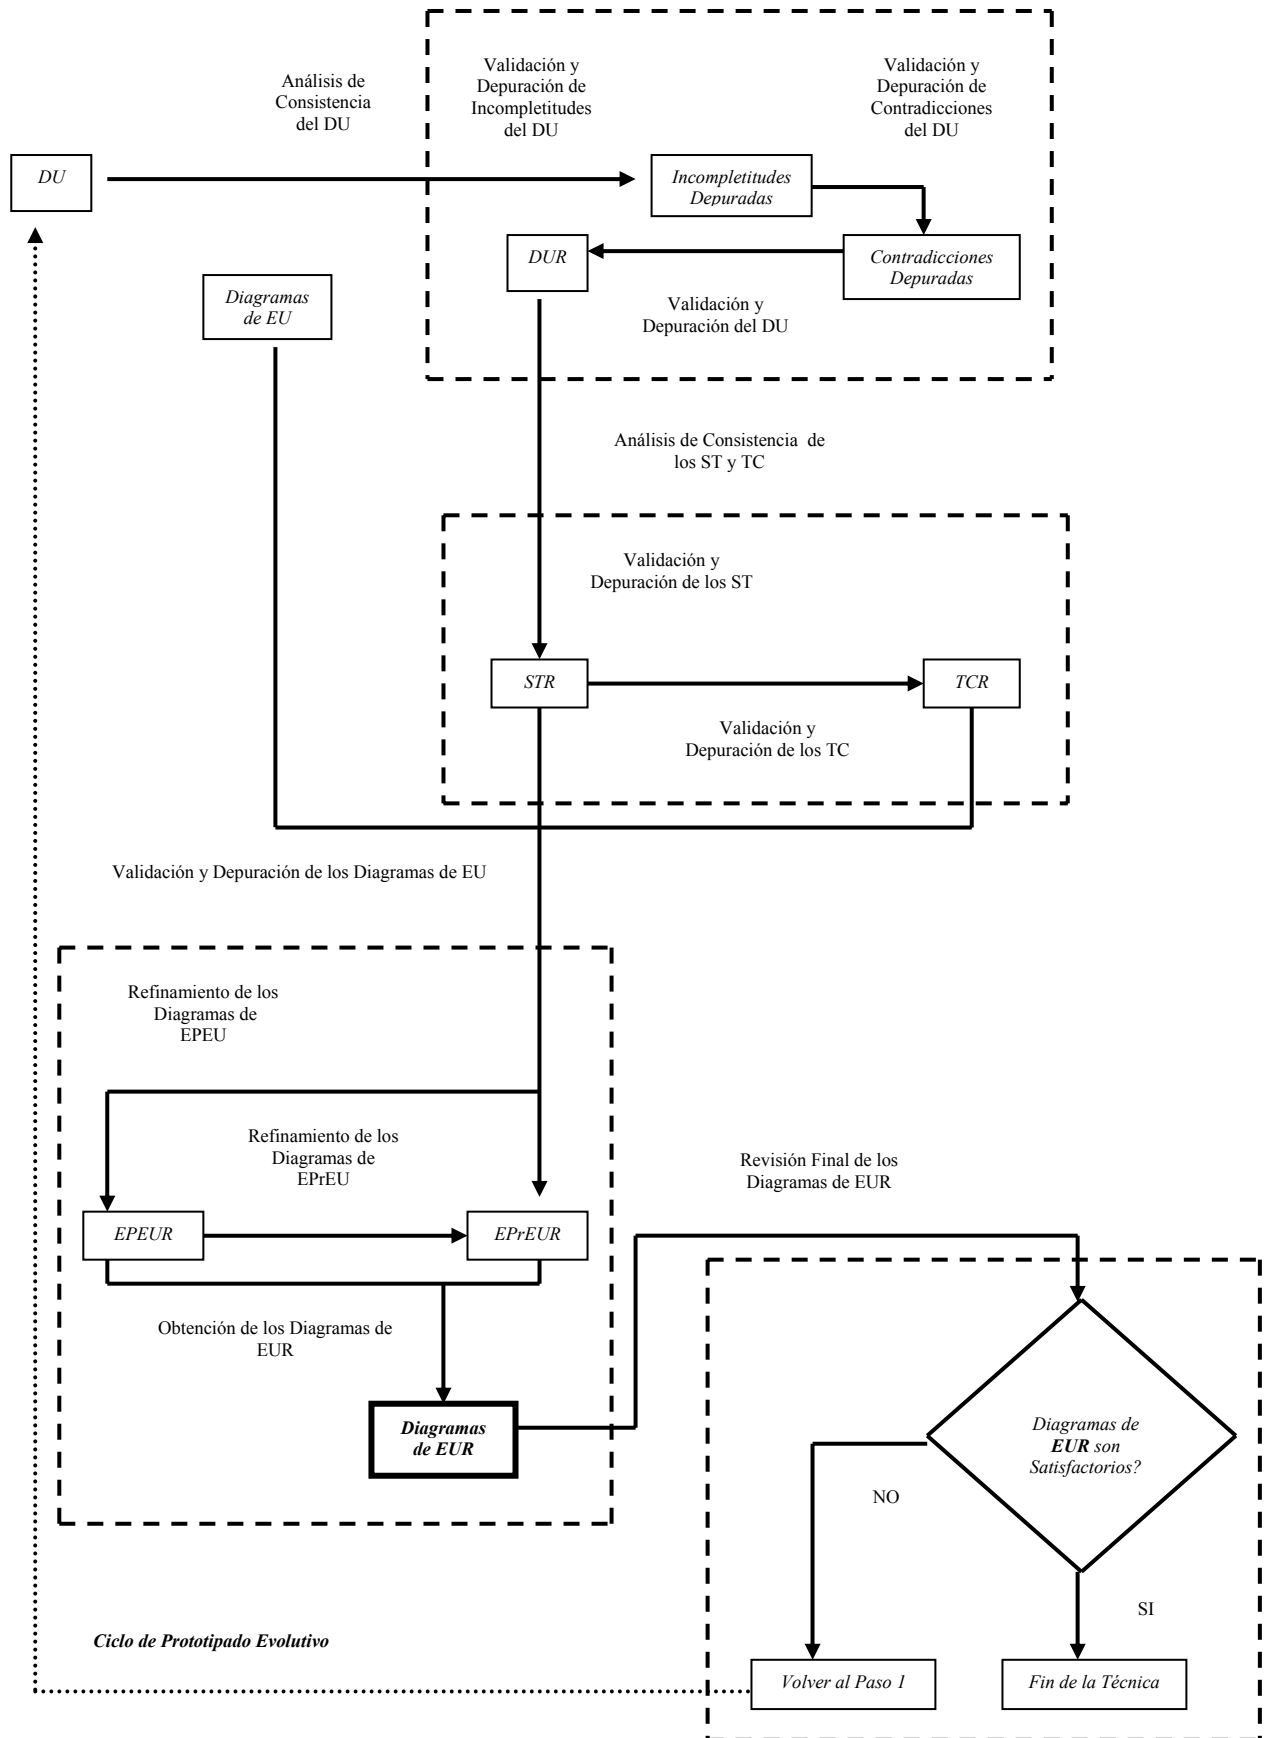 Análisis de
Consistencia
del DU
Validación y
Depuración de
Incompletitudes
del DU
Validación y
Depuración de
Contradicciones
del DU
DU
Incompletitudes
Depuradas
DUR
Contradicciones
Depuradas
Diagramas
de EU
Validación y
Depuración del DU
Análisis de Consistencia de
los ST y TC
Validación y
Depuración de los ST
STR
TCR
Validación y
Depuración de los TC
Validación y Depuración de los Diagramas de EU
Refinamiento de los
Diagramas de
EPEU
Refinamiento de los
Diagramas de
EPrEU
Revisión Final de los
Diagramas de EUR
EPEUR
EPrEUR
Obtención de los Diagramas de
EUR
Diagramas
de EUR
Diagramas de
EUR son
Satisfactorios?
NO
SI
Ciclo de Prototipado Evolutivo
Volver al Paso 1
Fin de la Técnica